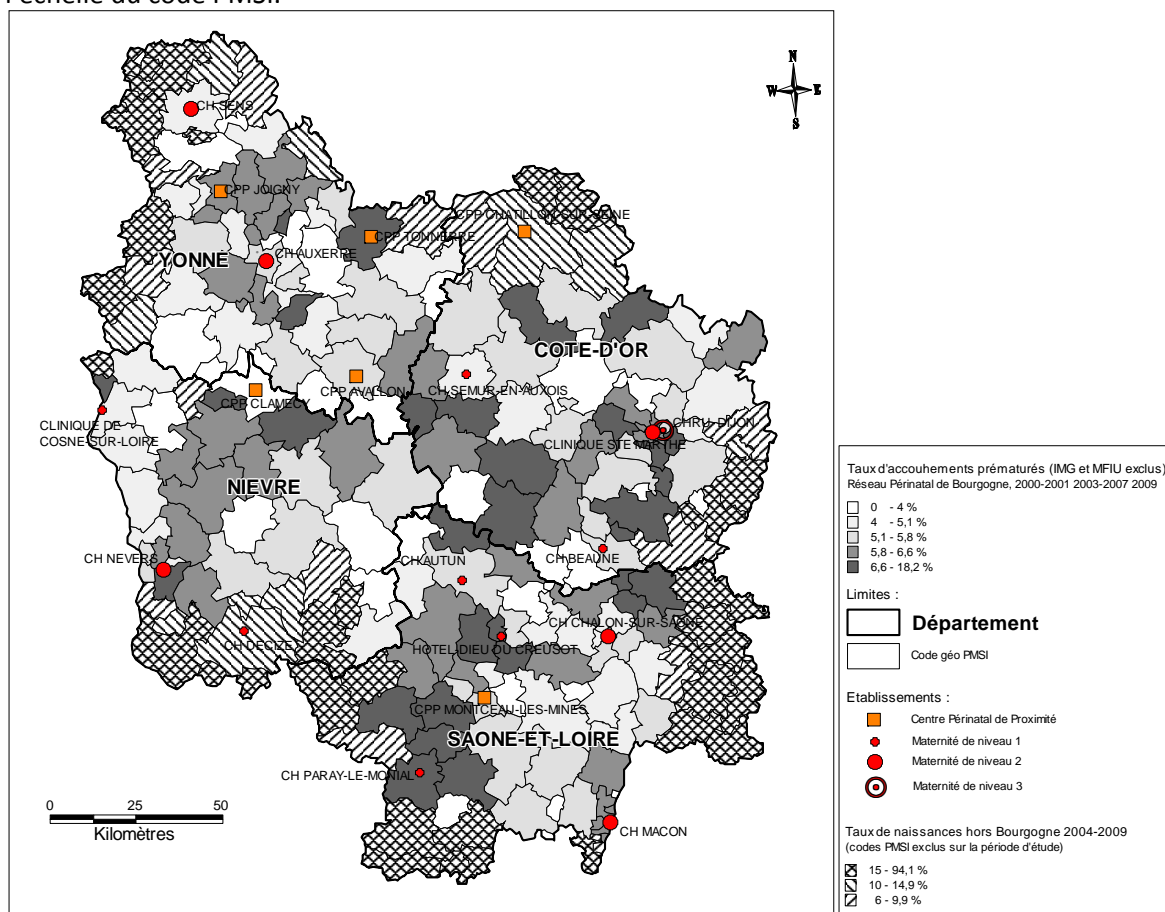 l'échelle du code PMSI.
N
W E
S
CH SENS
CPP JOIGNY
CPP CHATILLON-SUR-SEINE
CPP TONNERRE
CH AUXERRE
YONNE
COTE-D'OR
CH SEMUR-EN-AUXOIS
CPP AVALLON
CPP CLAMECY
CLINIQUE DE
COSNE-SUR-LOIRE
CHRU DIJON
CLINIQUE STE MARTHE
NIEVRE
CH NEVERS
CH BEAUNE
CH AUTUN
CH DECIZE
CH CHALON-SUR-SAONE
HOTEL-DIEU DU CREUSOT
CPP MONTCEAU-LES-MINES
SAONE-ET-LOIRE
CH PARAY-LE-MONIAL
CH MACON
0 25 50
Kilomètres
Taux d'accouhements prématurés (IMG et MFIU exclus)
Réseau Périnatal de Bourgogne, 2000-2001 2003-2007 2009
0 - 4 %
4 - 5,1 %
5,1 - 5,8 %
5,8 - 6,6 %
6,6 - 18,2 %
Limites :
Département
Code géo PMSI
Etablissements :
Centre Périnatal de Proximité
Maternité de niveau 1
Maternité de niveau 2
Maternité de niveau 3
Taux de naissances hors Bourgogne 2004-2009
(codes PMSI exclus sur la période d'étude)
15 - 94,1 %
10 - 14,9 %
6 - 9,9 %